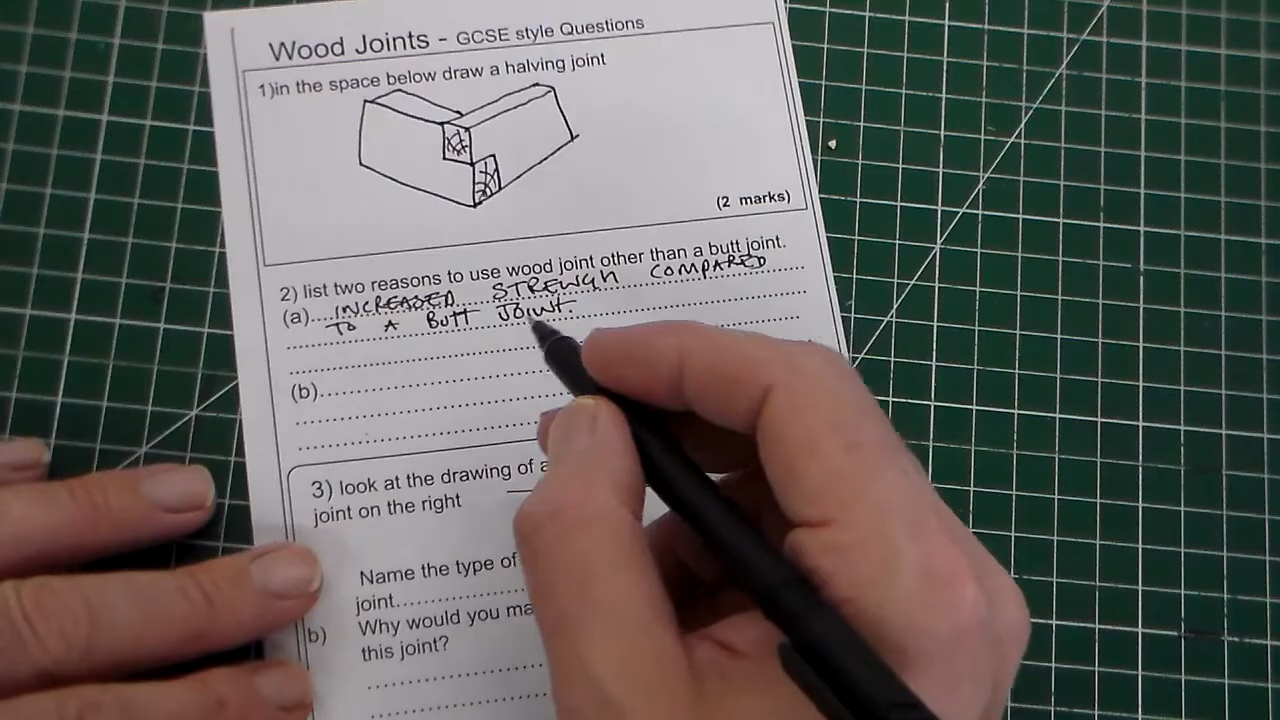 Wood Joints - GCSE style Questions
1)in the space below draw a halving joint
(2 marks)
2) list two reasons to use wood joint other than a butt joint.
(a)....INCREASED STRENGH COMPARED
TO A BUTT JOINT.
(b)
3) look at the drawing of a
joint on the right
Name the type of
joint
b) Why would you
this joint?